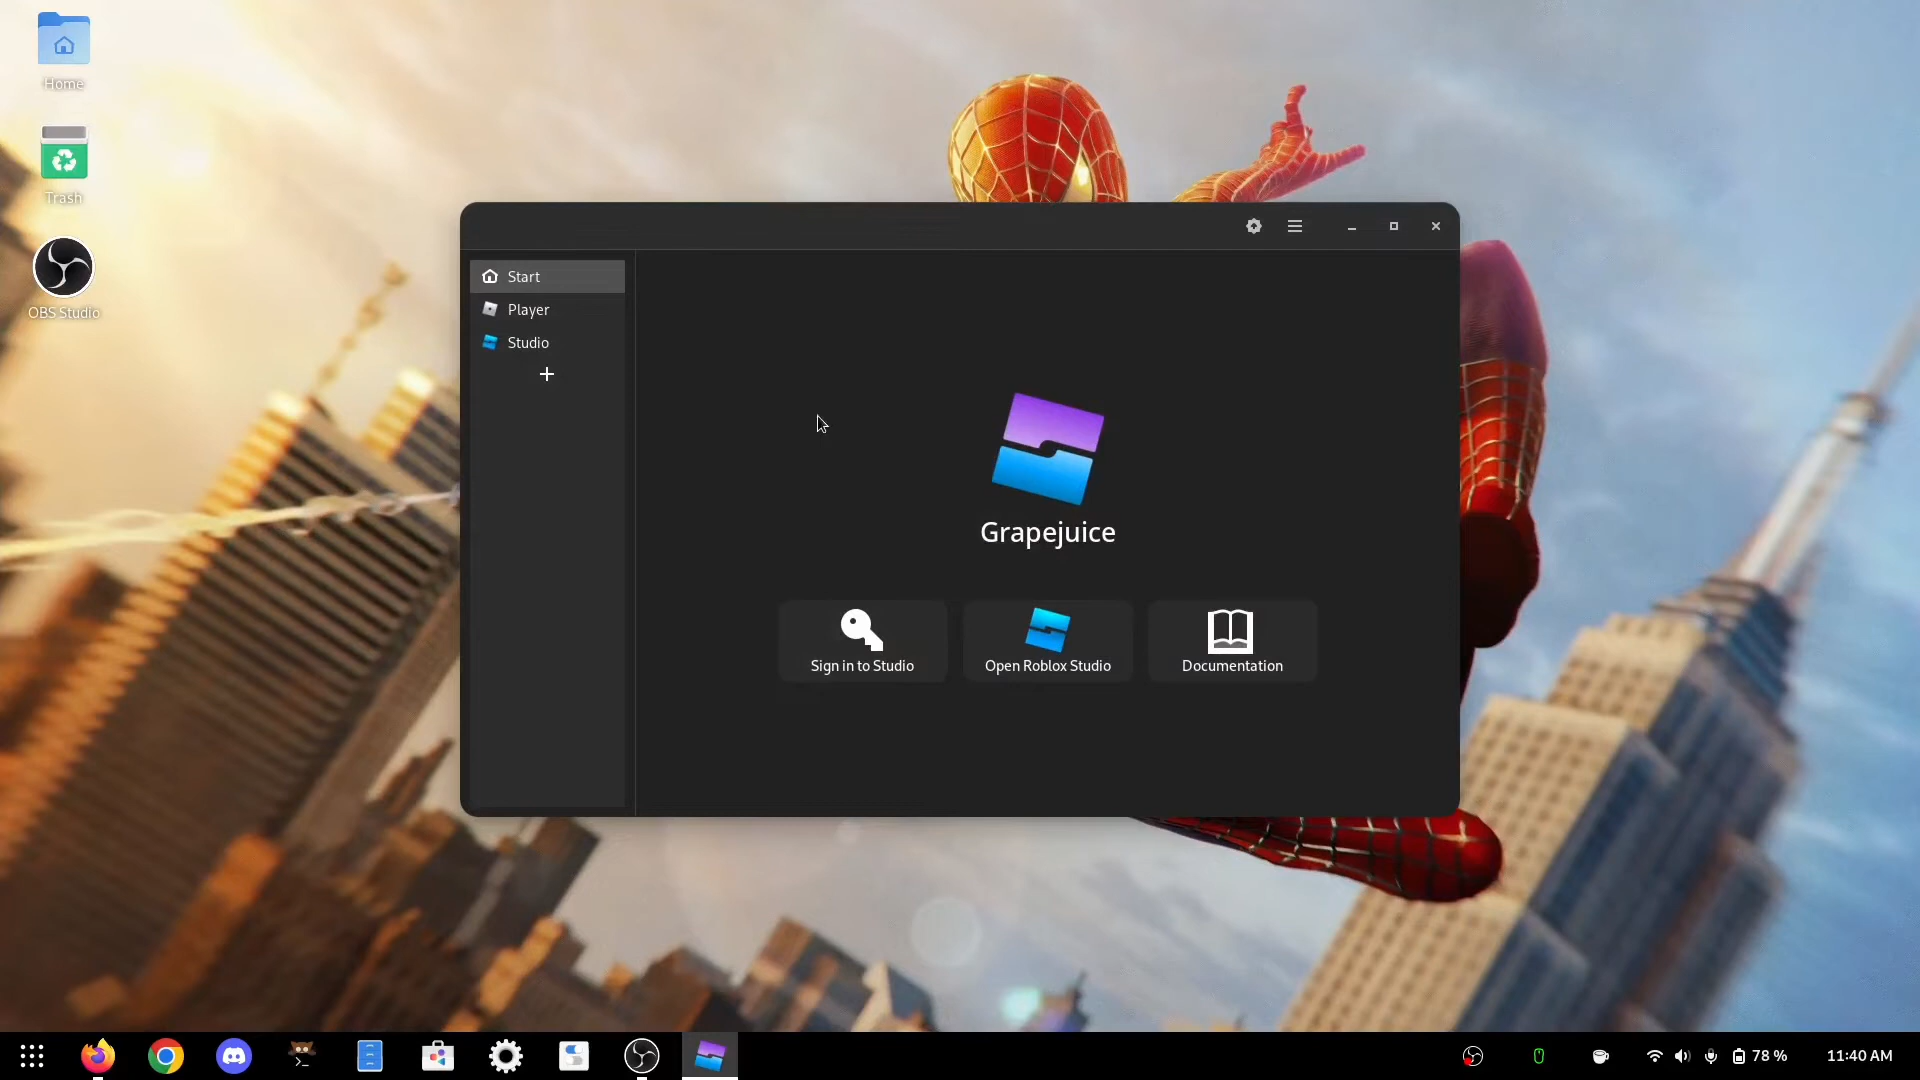 Home
Trash
OBS Studio
Start
Player
Studio
Grapejuice
Sign in to Studio
Open Roblox Studio
Documentation
78 %
11:40 AM